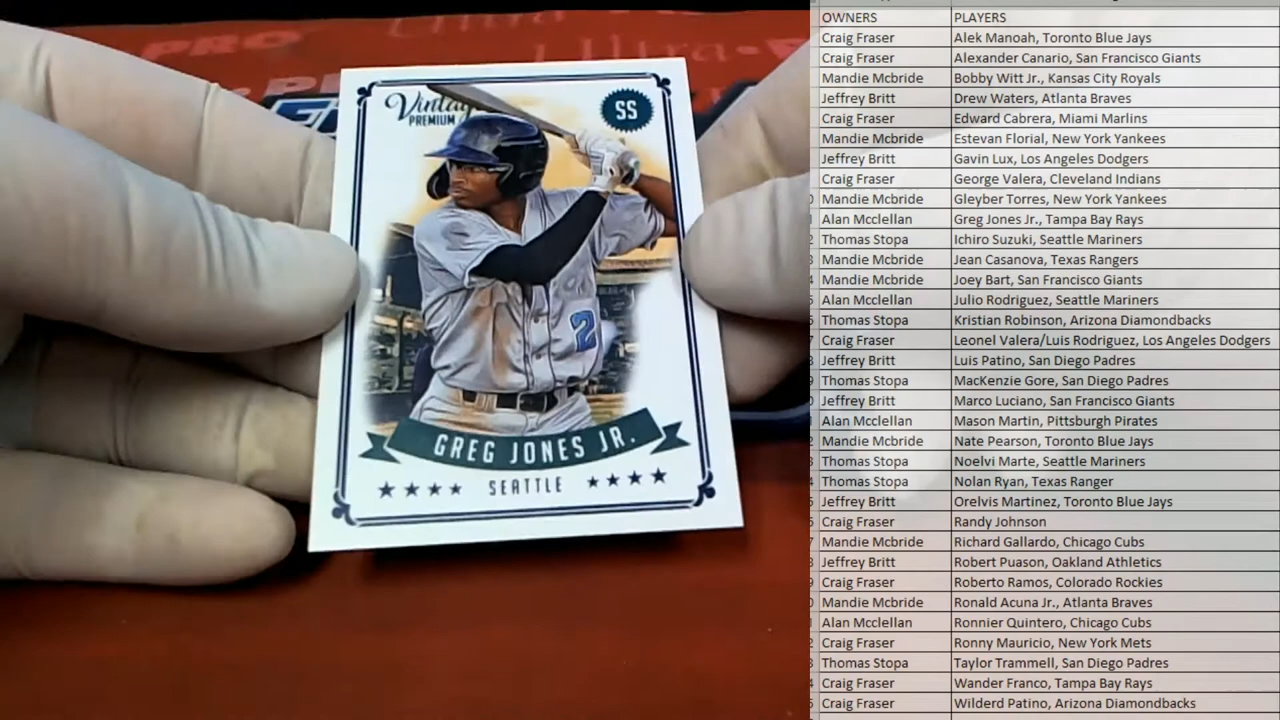 PRO
Ultra
Vintage
PREMIUM
SS
2
GREG JONES JR.
SEATTLE
OWNERS PLAYERS
Craig Fraser Alek Manoah, Toronto Blue Jays
Craig Fraser Alexander Canario, San Francisco Giants
Mandie Mcbride Bobby Witt Jr., Kansas City Royals
Jeffrey Britt Drew Waters, Atlanta Braves
Craig Fraser Edward Cabrera, Miami Marlins
Mandie Mcbride Estevan Florial, New York Yankees
Jeffrey Britt Gavin Lux, Los Angeles Dodgers
Craig Fraser George Valera, Cleveland Indians
Mandie Mcbride Gleyber Torres, New York Yankees
Alan Mcclellan Greg Jones Jr., Tampa Bay Rays
Thomas Stopa Ichiro Suzuki, Seattle Mariners
Mandie Mcbride Jean Casanova, Texas Rangers
Mandie Mcbride Joey Bart, San Francisco Giants
Alan Mcclellan Julio Rodriguez, Seattle Mariners
Thomas Stopa Kristian Robinson, Arizona Diamondbacks
Craig Fraser Leonel Valera/Luis Rodriguez, Los Angeles Dodgers
Jeffrey Britt Luis Patino, San Diego Padres
Thomas Stopa MacKenzie Gore, San Diego Padres
Jeffrey Britt Marco Luciano, San Francisco Giants
Alan Mcclellan Mason Martin, Pittsburgh Pirates
Mandie Mcbride Nate Pearson, Toronto Blue Jays
Thomas Stopa Noelvi Marte, Seattle Mariners
Thomas Stopa Nolan Ryan, Texas Ranger
Jeffrey Britt Orelvis Martinez, Toronto Blue Jays
Craig Fraser Randy Johnson
Mandie Mcbride Richard Gallardo, Chicago Cubs
Jeffrey Britt Robert Puason, Oakland Athletics
Craig Fraser Roberto Ramos, Colorado Rockies
Mandie Mcbride Ronald Acuna Jr., Atlanta Braves
Alan Mcclellan Ronnier Quintero, Chicago Cubs
Craig Fraser Ronny Mauricio, New York Mets
Thomas Stopa Taylor Trammell, San Diego Padres
Craig Fraser Wander Franco, Tampa Bay Rays
Craig Fraser Wilderd Patino, Arizona Diamondbacks